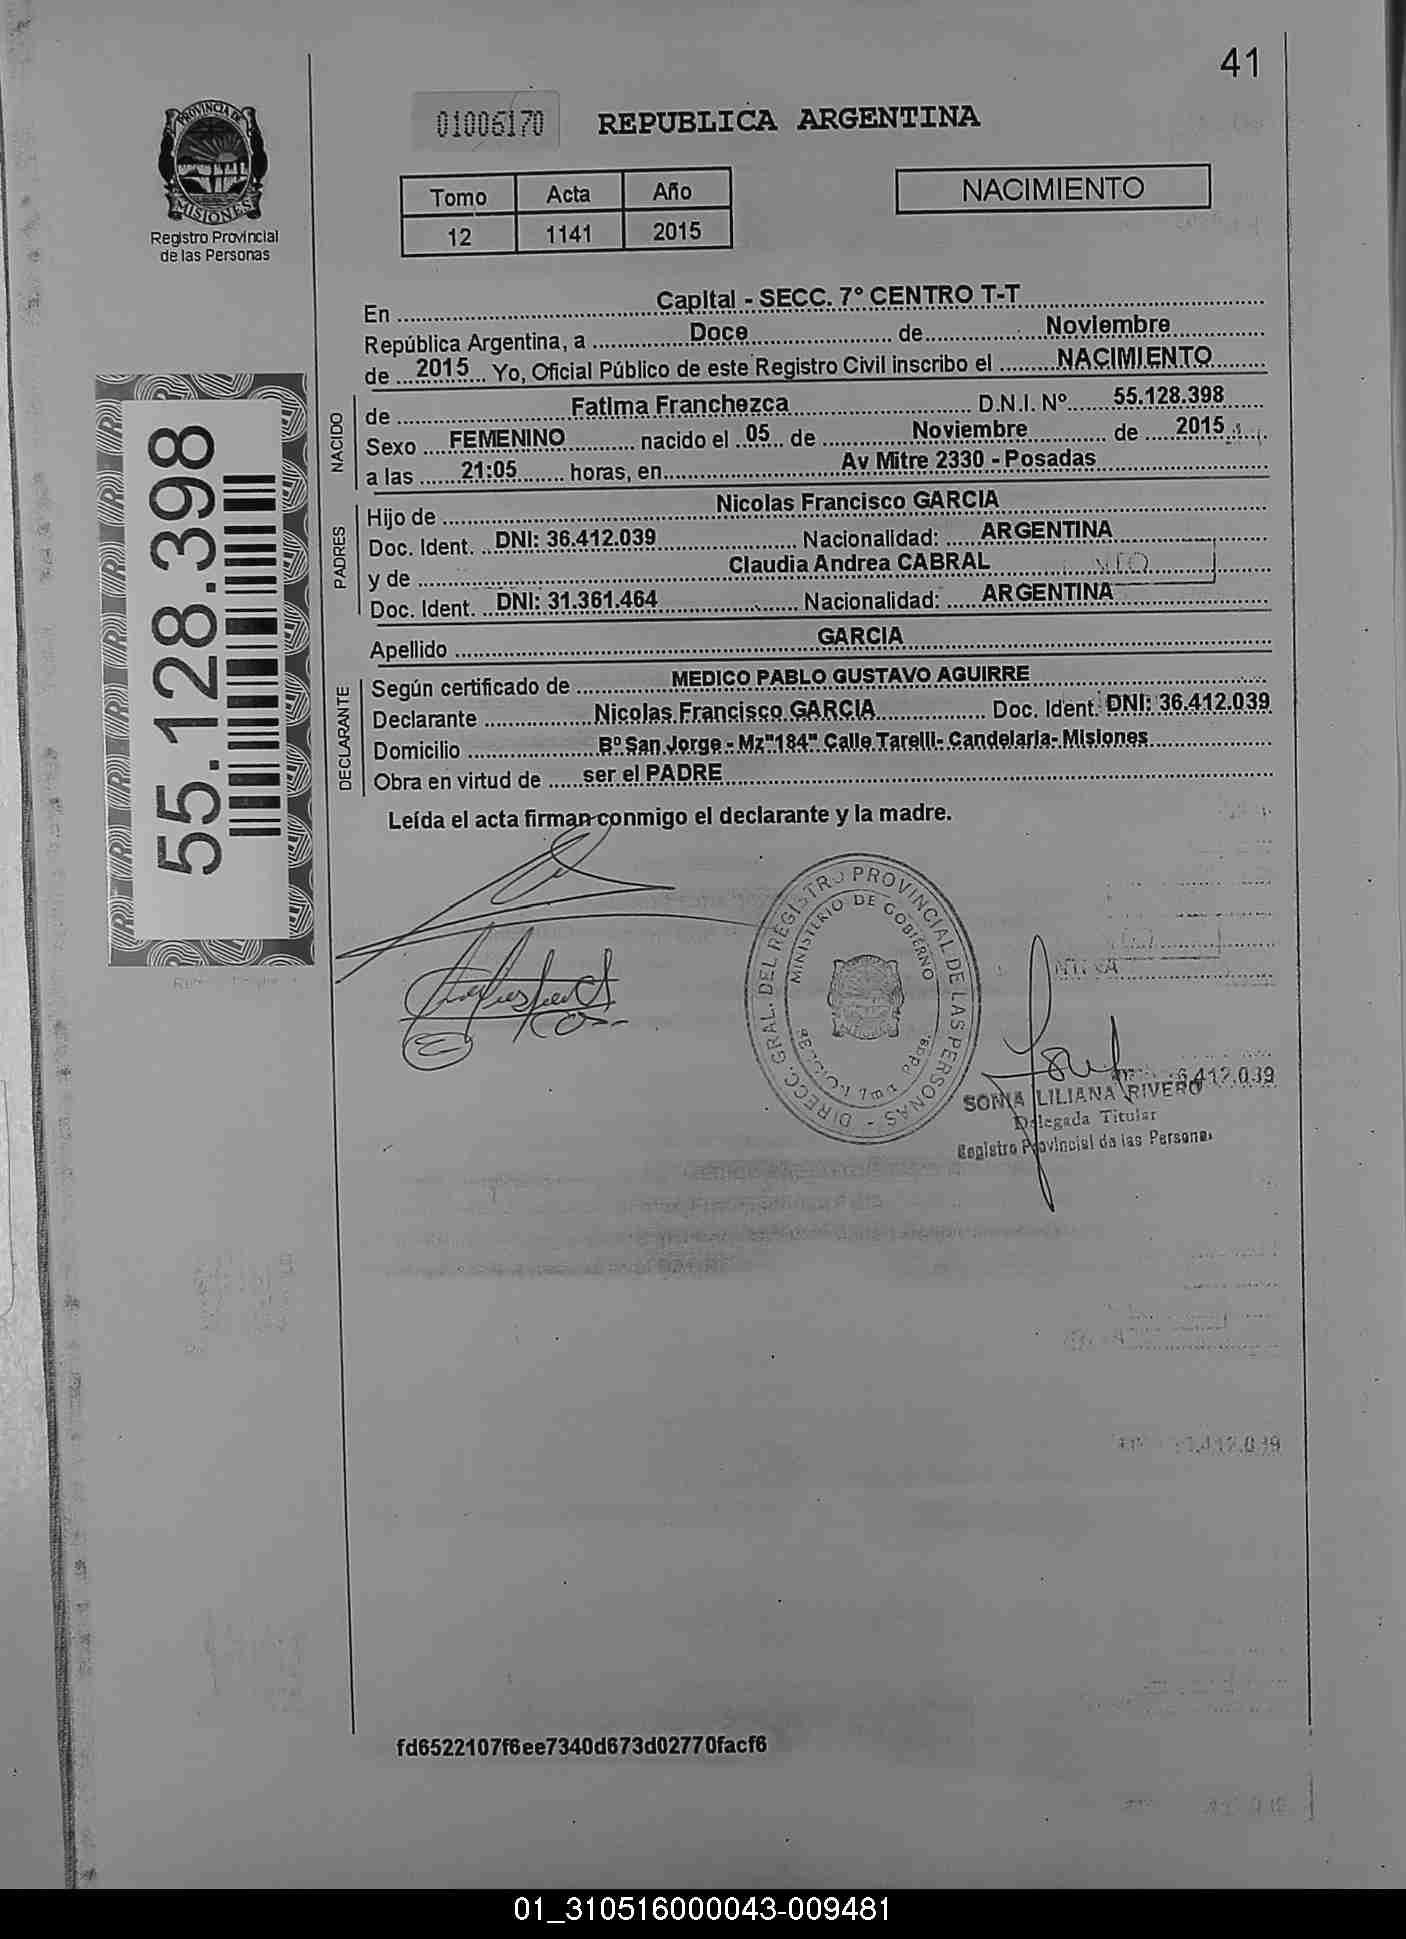 41
PROVINCIA DE
MISIONES
Registro Provincial
de las Personas
01006170
REPUBLICA ARGENTINA
Tomo Acta Año
12 1141 2015
NACIMIENTO
En Capital - SECC. 7° CENTRO T-T
República Argentina, a Doce de Noviembre
de 2015 Yo, Oficial Público de este Registro Civil inscribo el NACIMIENTO
NACIDO
de Fatima Franchezca D.N.I. Nº 55.128.398
Sexo FEMENINO nacido el 05 de Noviembre de 2015
a las 21:05 horas, en Av Mitre 2330 - Posadas
PADRES
Hijo de Nicolas Francisco GARCIA
Doc. Ident. DNI: 36.412.039 Nacionalidad: ARGENTINA
y de Claudia Andrea CABRAL
Doc. Ident. DNI: 31.361.464 Nacionalidad: ARGENTINA
Apellido GARCIA
DECLARANTE
Según certificado de MEDICO PABLO GUSTAVO AGUIRRE
Declarante Nicolas Francisco GARCIA Doc. Ident. DNI: 36.412.039
Domicilio Bº San Jorge - Mz"184" Calle Tarelli- Candelaria- Misiones
Obra en virtud de ser el PADRE
Leída el acta firman conmigo el declarante y la madre.
55.128.398
DIRECC. GRAL. DEL REGISTRO PROVINCIAL DE LAS PERSONAS -
MINISTERIO DE GOBIERNO
SONIA LILIANA RIVERO
Delegada Titular
Registro Provincial de las Personas
fd6522107f6ee7340d673d02770facf6
01_310516000043-009481